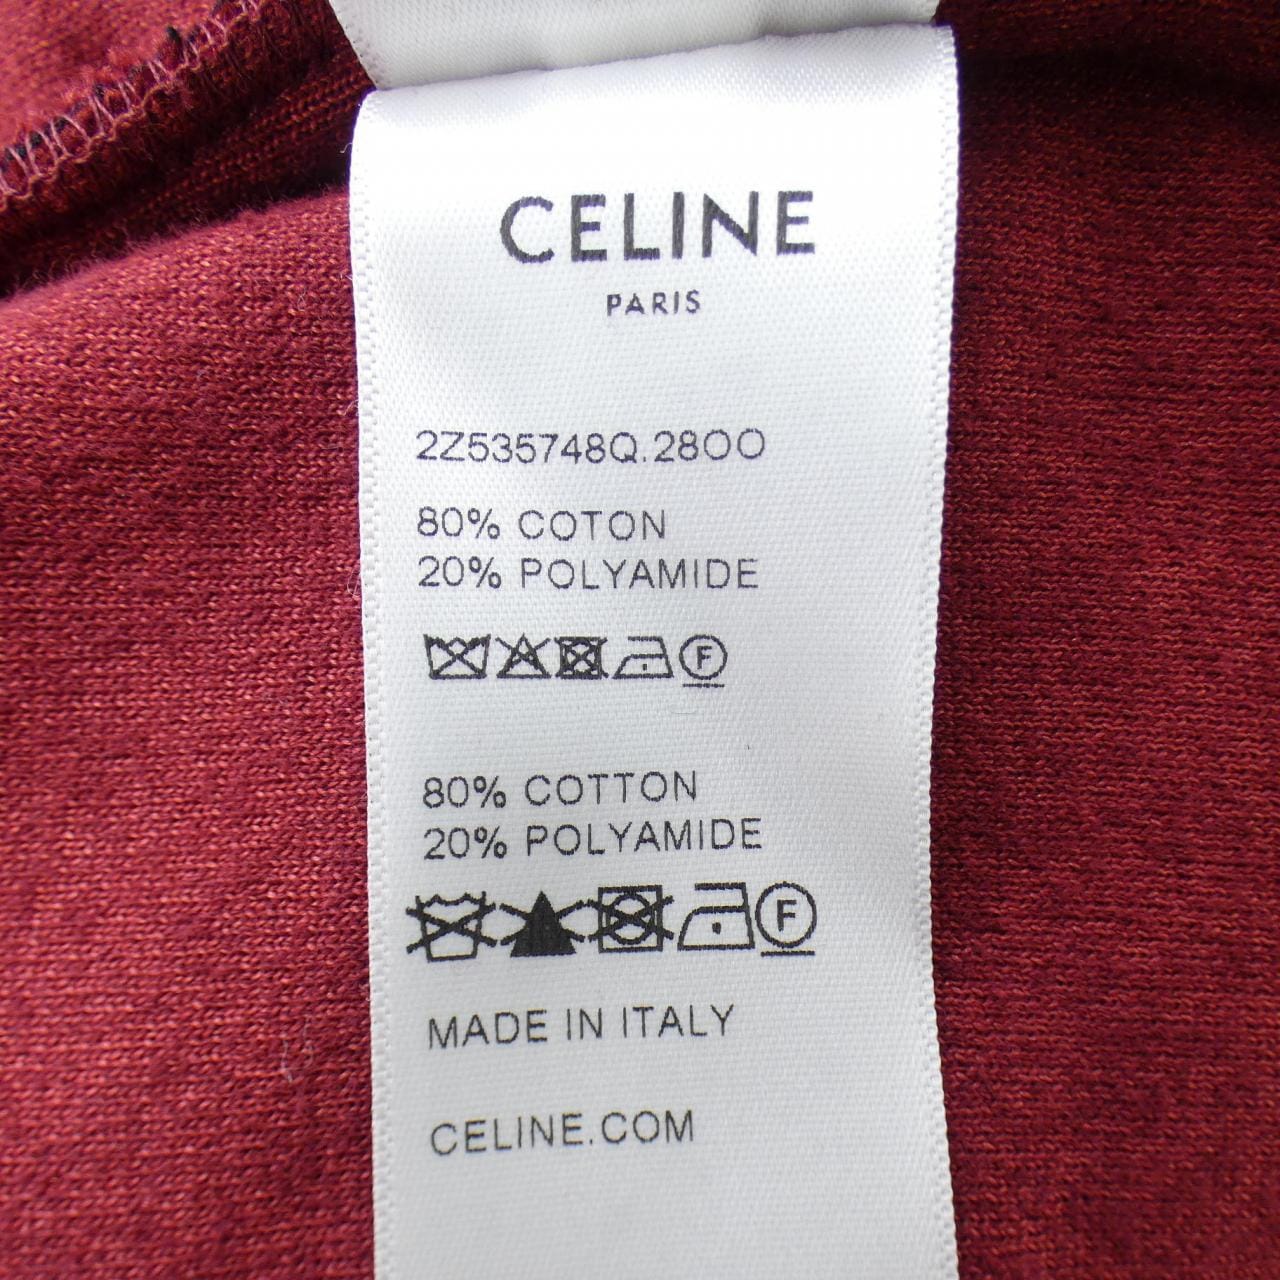 CELINE
PARIS
2Z535748Q.28OO
80% COTON
20% POLYAMIDE
F
80% COTTON
20% POLYAMIDE
F
MADE IN ITALY
CELINE.COM